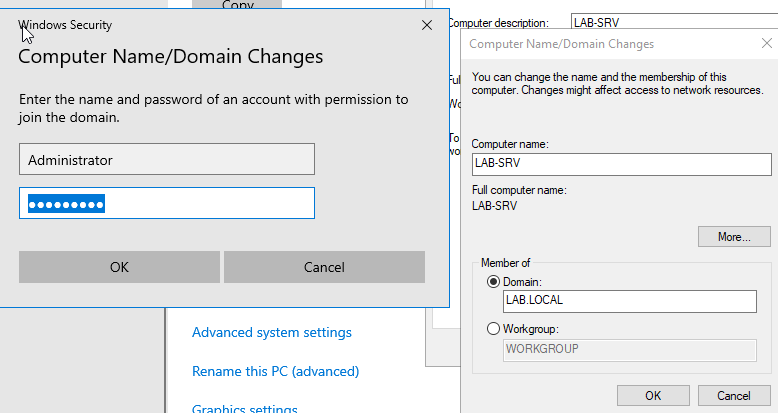 Copy
Windows Security
Computer Name/Domain Changes
Enter the name and password of an account with permission to
join the domain.
Administrator
●●●●●●●●●
OK
Cancel
Advanced system settings
Rename this PC (advanced)
Graphics settings
Computer description:
LAB-SRV
Ful
Wo
To
wo
Computer Name/Domain Changes
You can change the name and the membership of this
computer. Changes might affect access to network resources.
Computer name:
LAB-SRV
Full computer name:
LAB-SRV
More...
Member of
Domain:
LAB.LOCAL
Workgroup:
WORKGROUP
OK
Cancel